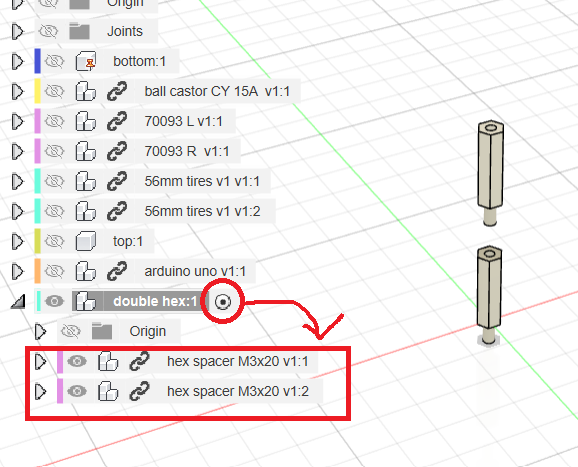 Origin
Joints
bottom:1
ball castor CY 15A v1:1
70093 L v1:1
70093 R v1:1
56mm tires v1 v1:1
56mm tires v1 v1:2
top:1
arduino uno v1:1
double hex:1
Origin
hex spacer M3x20 v1:1
hex spacer M3x20 v1:2